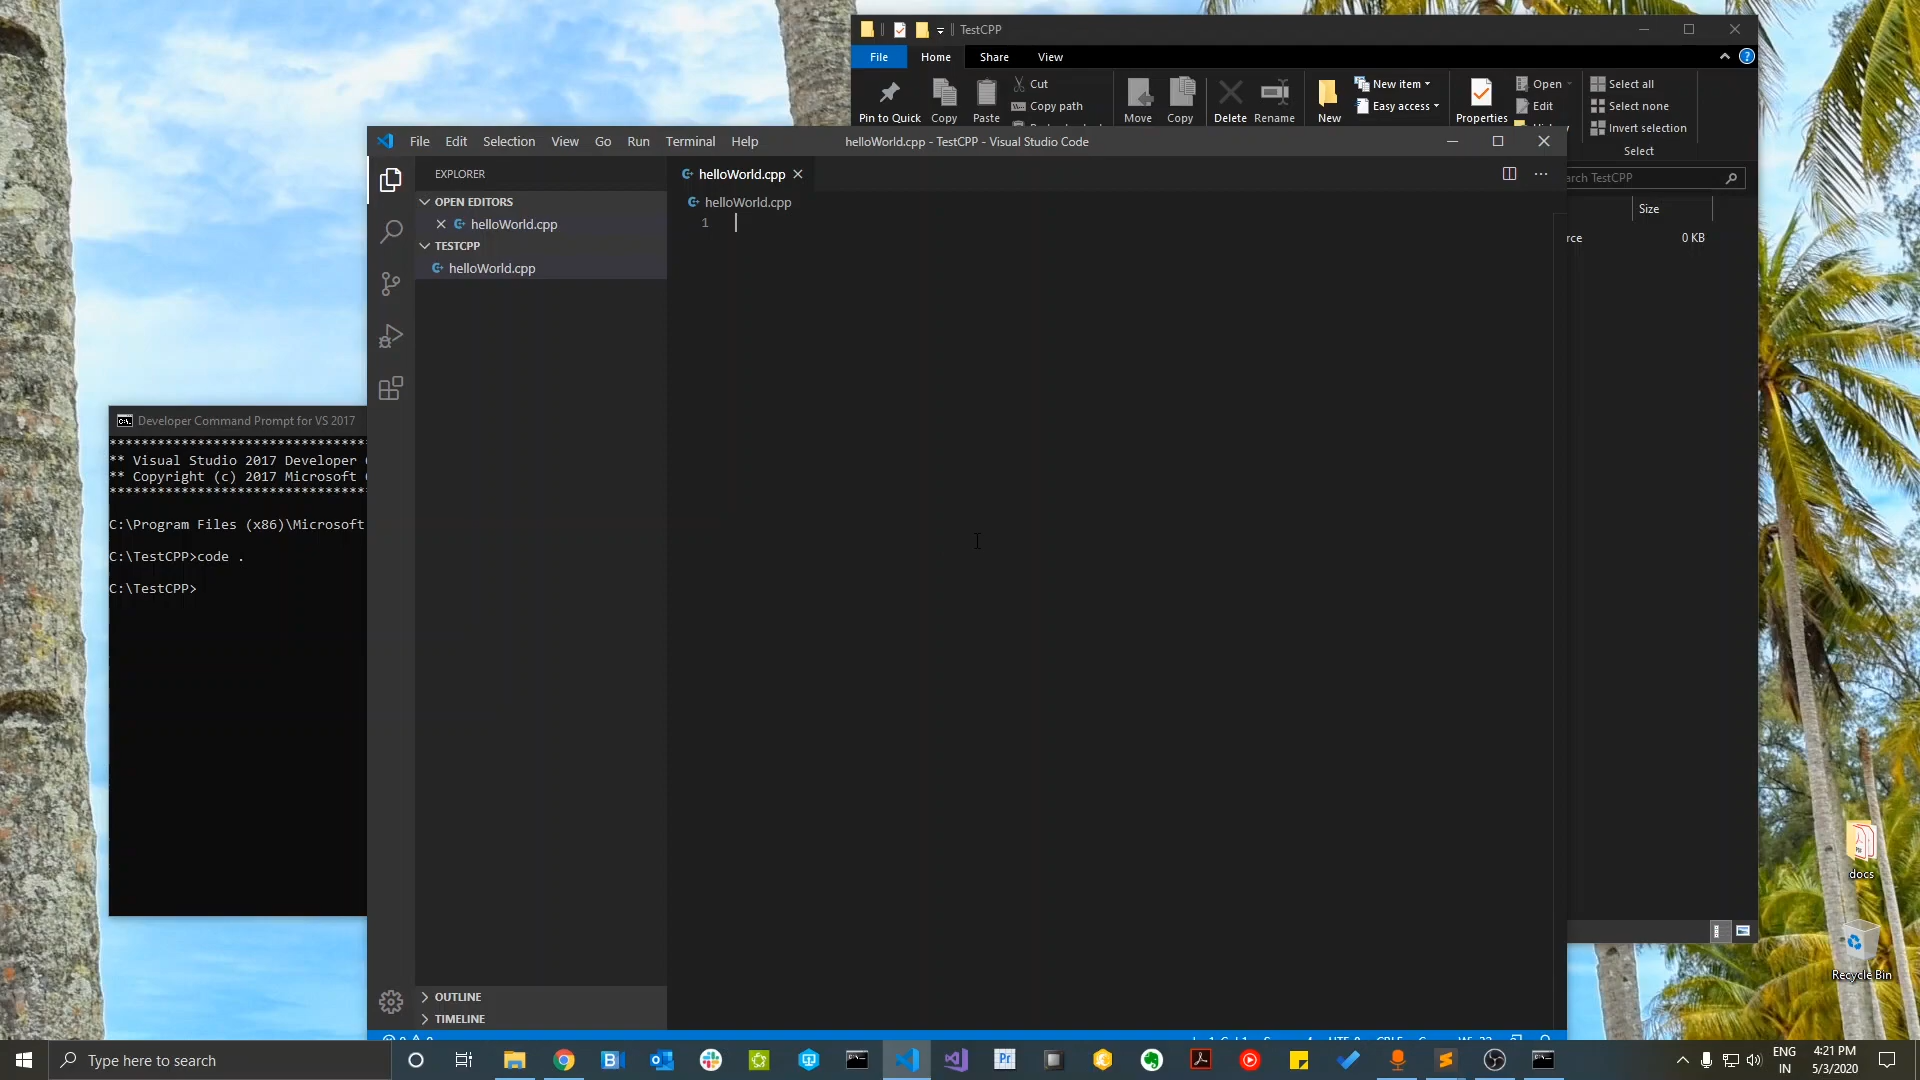 TestCPP
File Home Share View
Cut
Copy path
New item
Easy access
Open
Edit
Select all
Select none
Invert selection
Pin to Quick Copy Paste Move Copy Delete Rename New Properties
Select
File Edit Selection View Go Run Terminal Help
helloWorld.cpp - TestCPP - Visual Studio Code
EXPLORER
OPEN EDITORS
helloWorld.cpp
TESTCPP
helloWorld.cpp
OUTLINE
TIMELINE
helloWorld.cpp
helloWorld.cpp
1
TestCPP
Size
0 KB
Developer Command Prompt for VS 2017
**********************************
** Visual Studio 2017 Developer
** Copyright (c) 2017 Microsoft
**********************************
C:\Program Files (x86)\Microsoft
C:\TestCPP>code .
C:\TestCPP>
docs
Recycle Bin
Type here to search
ENG
IN
4:21 PM
5/3/2020